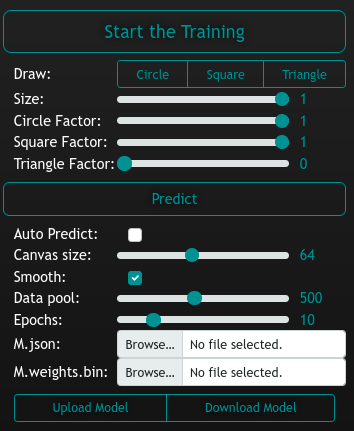 Start the Training
Draw: Circle Square Triangle
Size: 1
Circle Factor: 1
Square Factor: 1
Triangle Factor: 0
Predict
Auto Predict:
Canvas size: 64
Smooth:
Data pool: 500
Epochs: 10
M.json: Browse... No file selected.
M.weights.bin: Browse... No file selected.
Upload Model Download Model